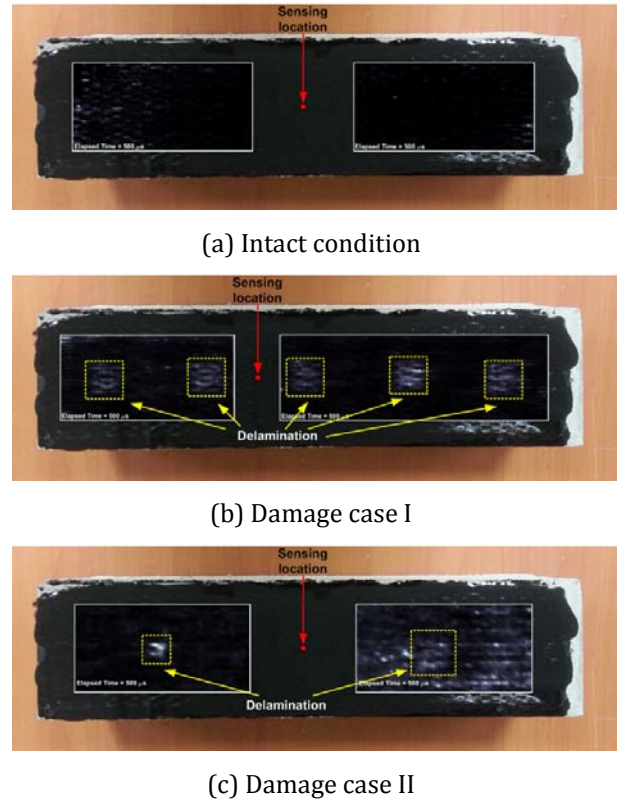 Sensing
location
Elapsed Time = 500 μs
Elapsed Time = 500 μs
(a) Intact condition
Sensing
location
Elapsed Time = 500 μs
Elapsed Time = 500 μs
Delamination
(b) Damage case I
Sensing
location
Elapsed Time = 500 μs
Elapsed Time = 500 μs
Delamination
(c) Damage case II